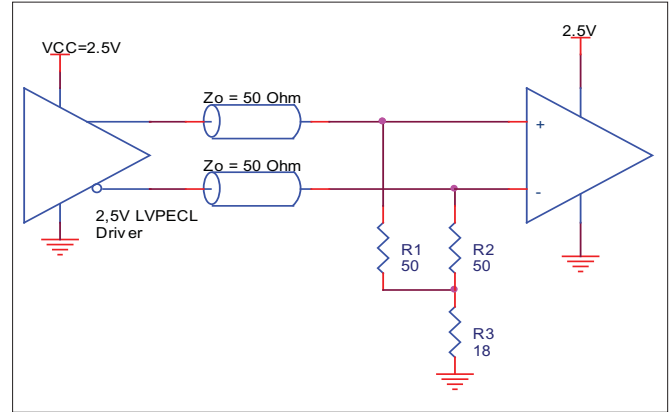 VCC=2.5V
2.5V
Zo = 50 Ohm
+
Zo = 50 Ohm
-
2,5V LVPECL
Driver
R1
50
R2
50
R3
18